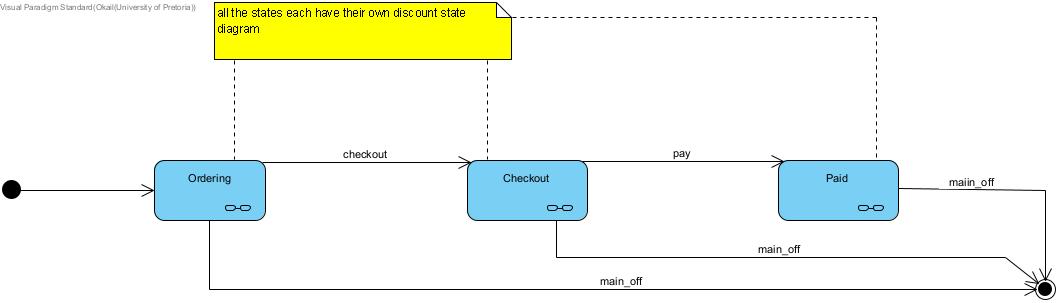 Visual Paradigm Standard(Okail(University of Pretoria))
all the states each have their own discount state
diagram
checkout
pay
Ordering
Checkout
Paid
maiin_off
main_off
main_off